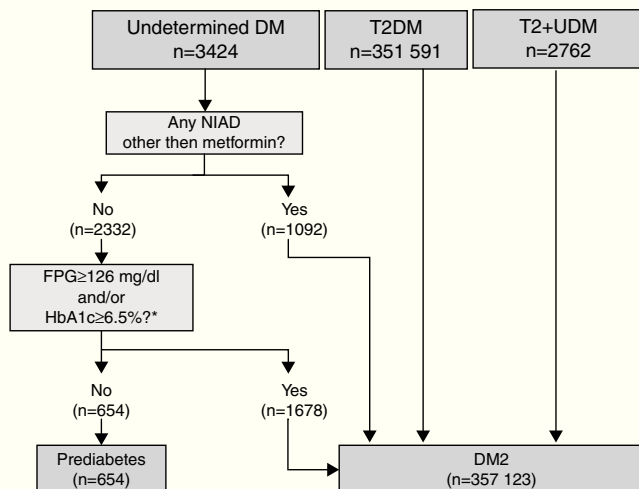 Undetermined DM
n=3424
T2DM
n=351 591
T2+UDM
n=2762
Any NIAD
other then metformin?
No
(n=2332)
Yes
(n=1092)
FPG≥126 mg/dl
and/or
HbA1c≥6.5%?*
No
(n=654)
Yes
(n=1678)
Prediabetes
(n=654)
DM2
(n=357 123)